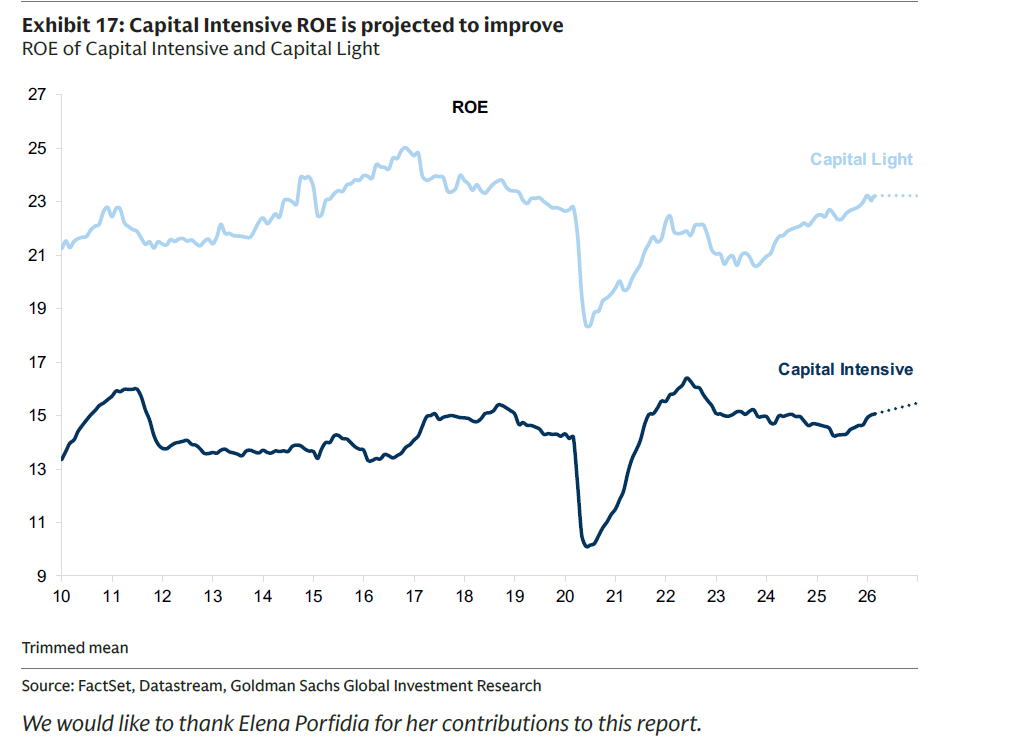 Exhibit 17: Capital Intensive ROE is projected to improve
ROE of Capital Intensive and Capital Light
27
ROE
25
Capital Light
23
21
19
17
Capital Intensive
15
13
11
9
10 11 12 13 14 15 16 17 18 19 20 21 22 23 24 25 26
Trimmed mean
Source: FactSet, Datastream, Goldman Sachs Global Investment Research
We would like to thank Elena Porfidia for her contributions to this report.